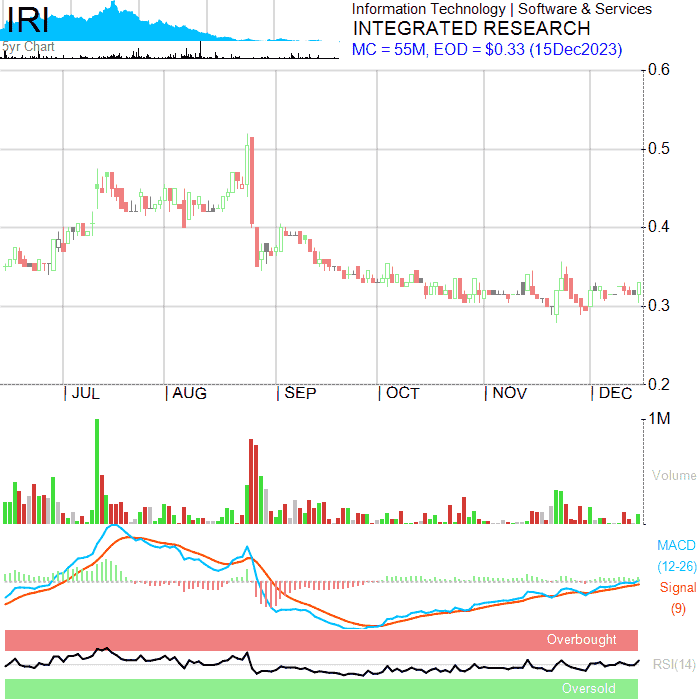 IRI
5yr Chart
Information Technology | Software & Services
INTEGRATED RESEARCH
MC = 55M, EOD = $0.33 (15Dec2023)
0.6
0.5
0.4
0.3
0.2
| JUL | AUG | SEP | OCT | NOV | DEC
1M
Volume
MACD
(12-26)
Signal
(9)
Overbought
RSI(14)
Oversold